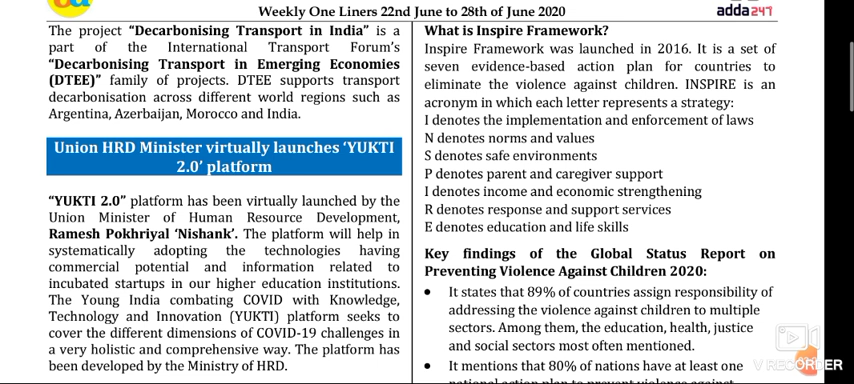 Weekly One Liners 22nd June to 28th of June 2020
adda247
The project “Decarbonising Transport in India” is a
part of the International Transport Forum’s
“Decarbonising Transport in Emerging Economies
(DTEE)” family of projects. DTEE supports transport
decarbonisation across different world regions such as
Argentina, Azerbaijan, Morocco and India.
Union HRD Minister virtually launches ‘YUKTI
2.0’ platform
“YUKTI 2.0” platform has been virtually launched by the
Union Minister of Human Resource Development,
Ramesh Pokhriyal ‘Nishank’. The platform will help in
systematically adopting the technologies having
commercial potential and information related to
incubated startups in our higher education institutions.
The Young India combating COVID with Knowledge,
Technology and Innovation (YUKTI) platform seeks to
cover the different dimensions of COVID-19 challenges in
a very holistic and comprehensive way. The platform has
been developed by the Ministry of HRD.
What is Inspire Framework?
Inspire Framework was launched in 2016. It is a set of
seven evidence-based action plan for countries to
eliminate the violence against children. INSPIRE is an
acronym in which each letter represents a strategy:
I denotes the implementation and enforcement of laws
N denotes norms and values
S denotes safe environments
P denotes parent and caregiver support
I denotes income and economic strengthening
R denotes response and support services
E denotes education and life skills
Key findings of the Global Status Report on
Preventing Violence Against Children 2020:
• It states that 89% of countries assign responsibility of
addressing the violence against children to multiple
sectors. Among them, the education, health, justice
and social sectors most often mentioned.
• It mentions that 80% of nations have at least one
national action plan to prevent violence against
V RECORDER